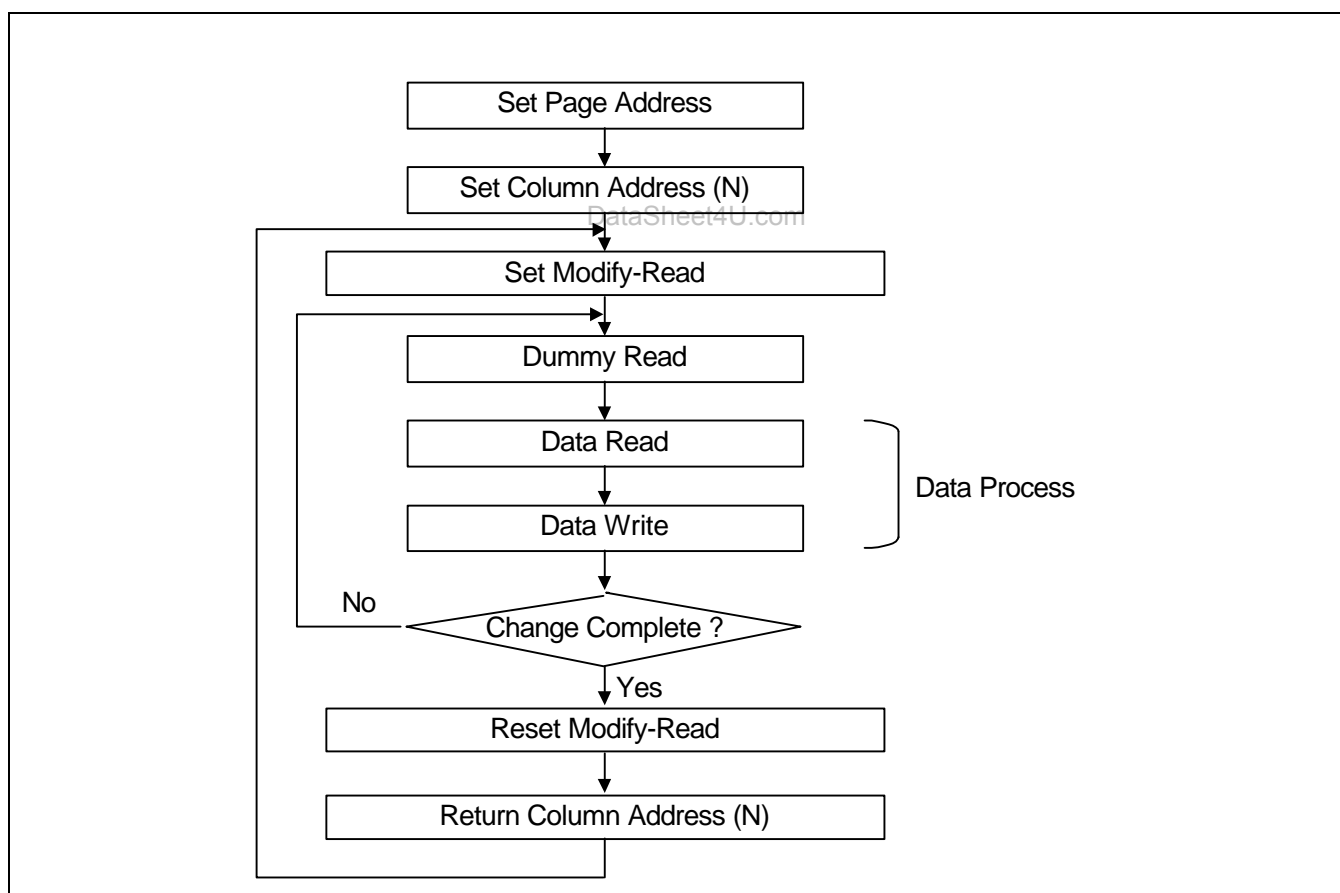 Set Page Address
Set Column Address (N)
DataSheet4U.com
Set Modify-Read
Dummy Read
Data Read
Data Process
Data Write
No
Change Complete ?
Yes
Reset Modify-Read
Return Column Address (N)